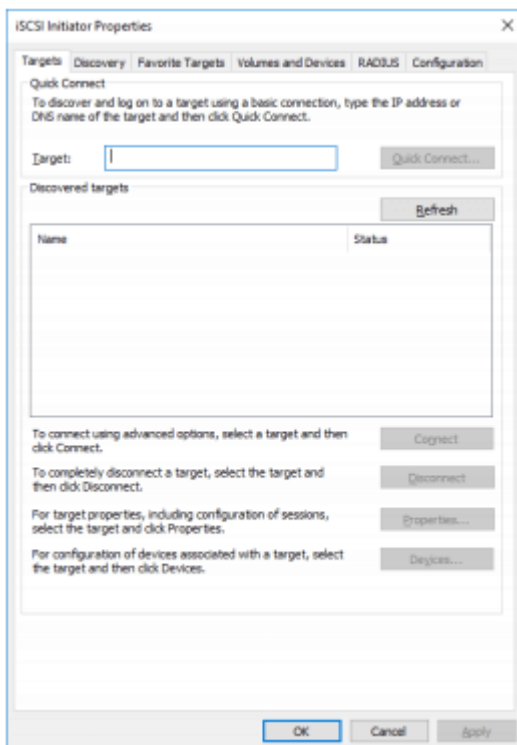 iSCSI Initiator Properties
Targets Discovery Favorite Targets Volumes and Devices RADIUS Configuration
Quick Connect
To discover and log on to a target using a basic connection, type the IP address or
DNS name of the target and then click Quick Connect.
Target: Quick Connect...
Discovered targets
Refresh
Name Status
To connect using advanced options, select a target and then
click Connect.
Connect
To completely disconnect a target, select the target and
then click Disconnect.
Disconnect
For target properties, including configuration of sessions,
select the target and click Properties.
Properties...
For configuration of devices associated with a target, select
the target and then click Devices.
Devices...
OK Cancel Apply